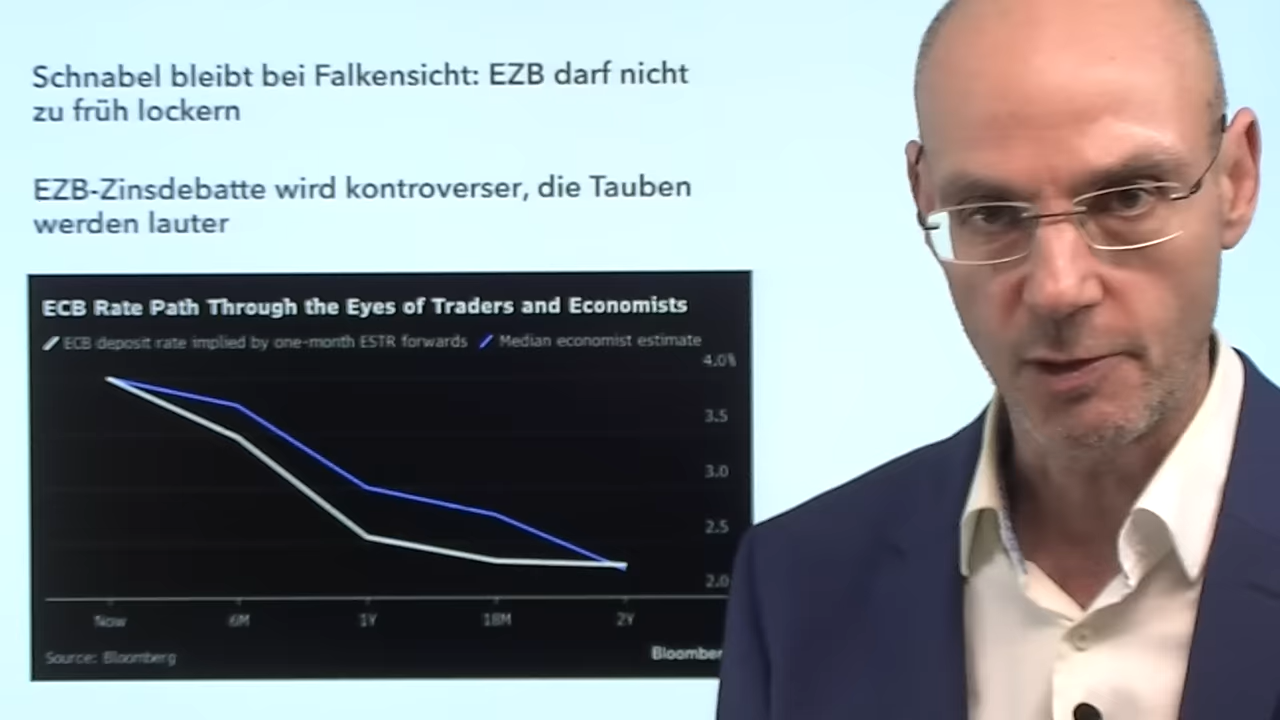 Schnabel bleibt bei Falkensicht: EZB darf nicht
zu früh lockern
EZB-Zinsdebatte wird kontroverser, die Tauben
werden lauter
ECB Rate Path Through the Eyes of Traders and Economists
ECB deposit rate implied by one-month ESTR forwards Median economist estimate
4.0%
3.5
3.0
2.5
2.0
Now 6M 1Y 18M 2Y
Source: Bloomberg
Bloomber